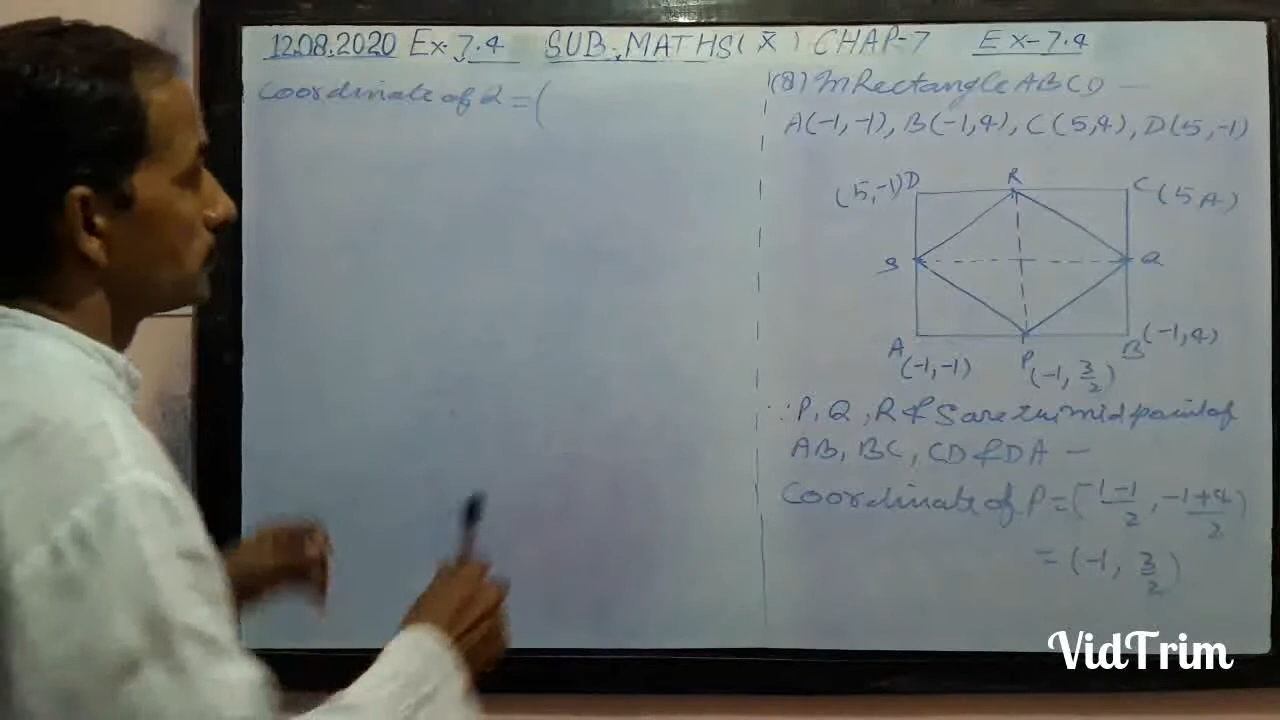 12.08.2020 Ex-7.4 SUB-MATHS(X) CHAP-7 Ex-7.4
Coordinate of Q = (
(8) In Rectangle ABCD —
A(-1,-1), B(-1,4), C(5,4), D(5,-1)
(5,-1) D R C (5,4)
S Q
A P B (-1,4)
(-1,-1) (-1, 3/2)
∵ P, Q, R & S are the mid point of
AB, BC, CD & DA —
Coordinate of P = (-1-1/2, -1+4/2)
= (-1, 3/2)
VidTrim